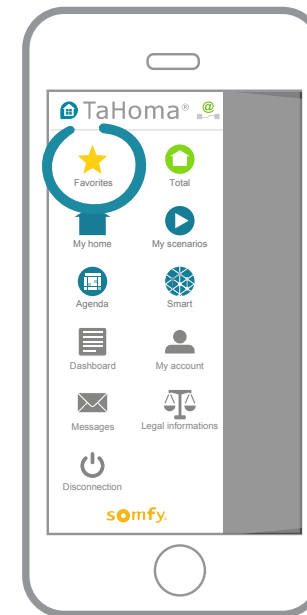 TaHoma® @
Favorites Total
My home My scenarios
Agenda Smart
Dashboard My account
Messages Legal informations
Disconnection
somfy.